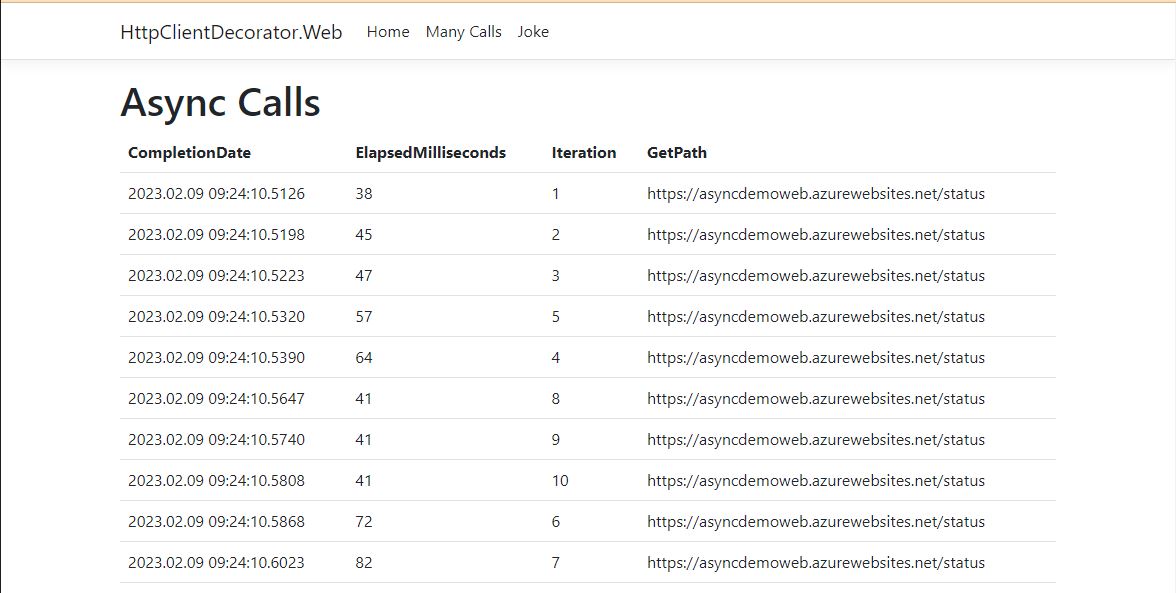 HttpClientDecorator.Web Home Many Calls Joke
Async Calls
CompletionDate ElapsedMilliseconds Iteration GetPath
2023.02.09 09:24:10.5126 38 1 https://asyncdemoweb.azurewebsites.net/status
2023.02.09 09:24:10.5198 45 2 https://asyncdemoweb.azurewebsites.net/status
2023.02.09 09:24:10.5223 47 3 https://asyncdemoweb.azurewebsites.net/status
2023.02.09 09:24:10.5320 57 5 https://asyncdemoweb.azurewebsites.net/status
2023.02.09 09:24:10.5390 64 4 https://asyncdemoweb.azurewebsites.net/status
2023.02.09 09:24:10.5647 41 8 https://asyncdemoweb.azurewebsites.net/status
2023.02.09 09:24:10.5740 41 9 https://asyncdemoweb.azurewebsites.net/status
2023.02.09 09:24:10.5808 41 10 https://asyncdemoweb.azurewebsites.net/status
2023.02.09 09:24:10.5868 72 6 https://asyncdemoweb.azurewebsites.net/status
2023.02.09 09:24:10.6023 82 7 https://asyncdemoweb.azurewebsites.net/status